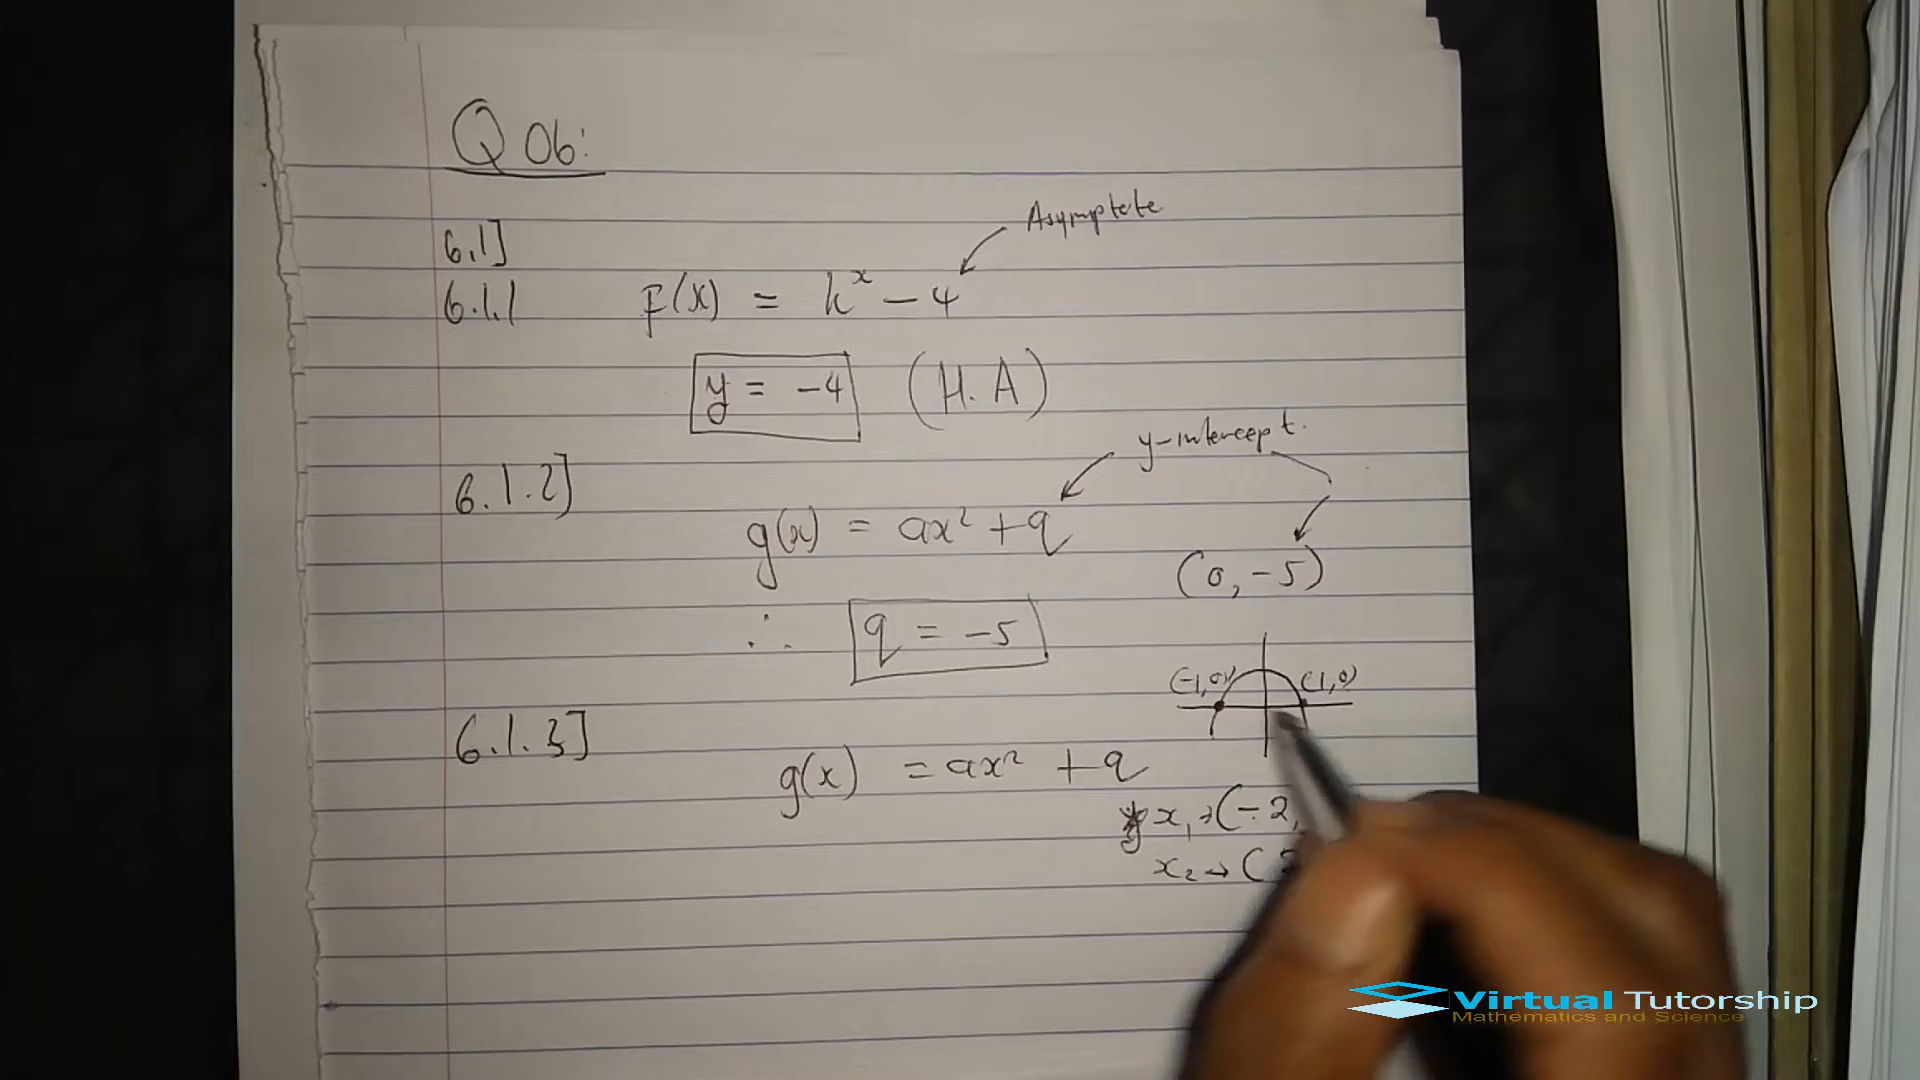 Q 06:
Asymptote
6.1]
6.1.1 F(x) = k^x - 4
y = -4 (H.A)
y-intercept.
6.1.2]
g(x) = ax² + q
(0, -5)
∴ q = -5
(-1,0) (1,0)
6.1.3]
g(x) = ax² + q
x₁ → (-2,
x₂ → (
Virtual Tutorship
Mathematics and Science